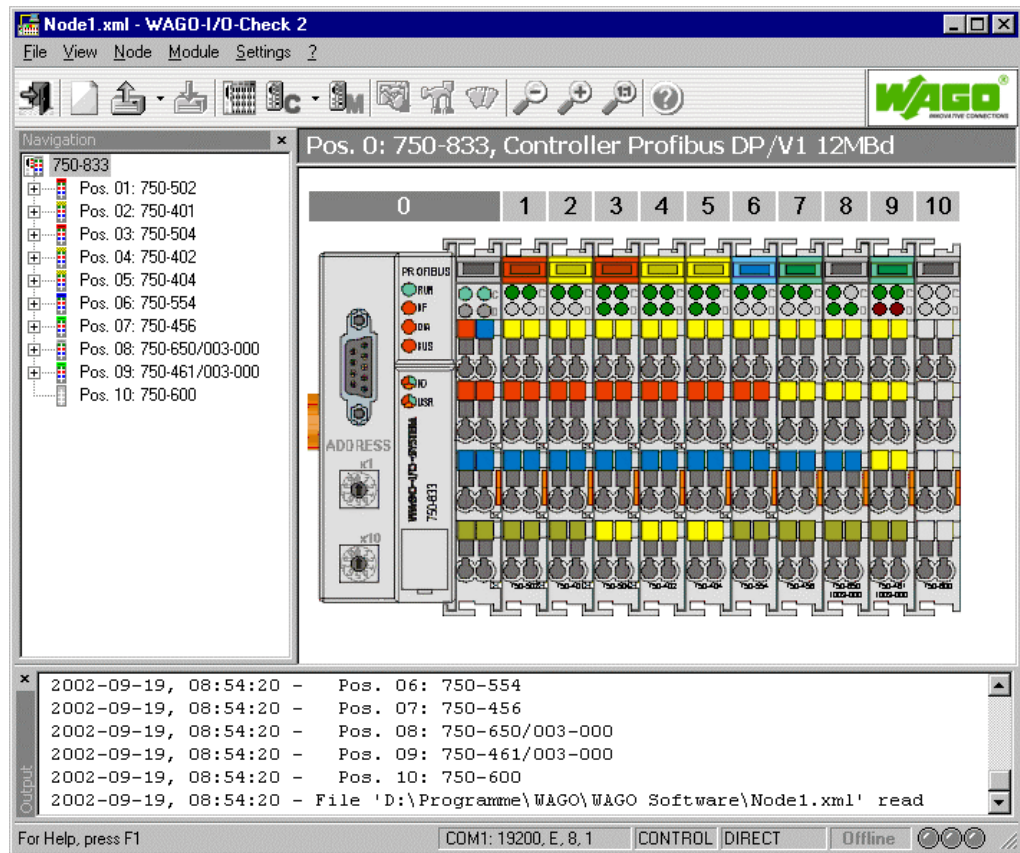 Node1.xml - WAGO-I/O-Check 2
File View Node Module Settings ?
C M 1:1 ?
WAGO®
INNOVATIVE CONNECTIONS
Navigation
Pos. 0: 750-833, Controller Profibus DP/V1 12MBd
750-833
Pos. 01: 750-502
Pos. 02: 750-401
Pos. 03: 750-504
Pos. 04: 750-402
Pos. 05: 750-404
Pos. 06: 750-554
Pos. 07: 750-456
Pos. 08: 750-650/003-000
Pos. 09: 750-461/003-000
Pos. 10: 750-600
0 1 2 3 4 5 6 7 8 9 10
PROFIBUS
RUN
BF
DIA
BUS
I/O
USR
ADDRESS
x1
x10
WAGO-I/O-SYSTEM
750-833
750-402 750-404 750-554 750-456 750-650 750-461 750-600
/003-000 /003-000
Output
2002-09-19, 08:54:20 - Pos. 06: 750-554
2002-09-19, 08:54:20 - Pos. 07: 750-456
2002-09-19, 08:54:20 - Pos. 08: 750-650/003-000
2002-09-19, 08:54:20 - Pos. 09: 750-461/003-000
2002-09-19, 08:54:20 - Pos. 10: 750-600
2002-09-19, 08:54:20 - File 'D:\Programme\WAGO\WAGO Software\Node1.xml' read
For Help, press F1
COM1: 19200, E, 8, 1 CONTROL DIRECT Offline